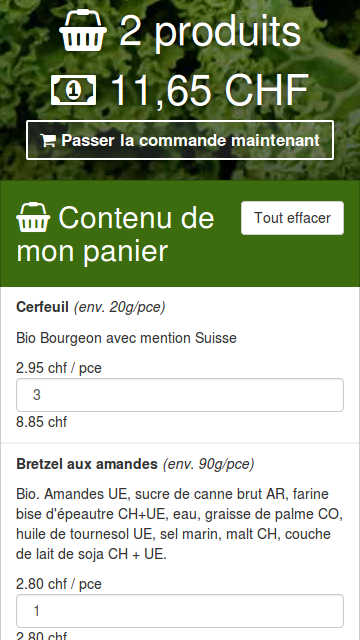 2 produits
11,65 CHF
Passer la commande maintenant
Contenu de
mon panier
Tout effacer
Cerfeuil (env. 20g/pce)
Bio Bourgeon avec mention Suisse
2.95 chf / pce
3
8.85 chf
Bretzel aux amandes (env. 90g/pce)
Bio. Amandes UE, sucre de canne brut AR, farine
bise d'épeautre CH+UE, eau, graisse de palme CO,
huile de tournesol UE, sel marin, malt CH, couche
de lait de soja CH + UE.
2.80 chf / pce
1
2.80 chf